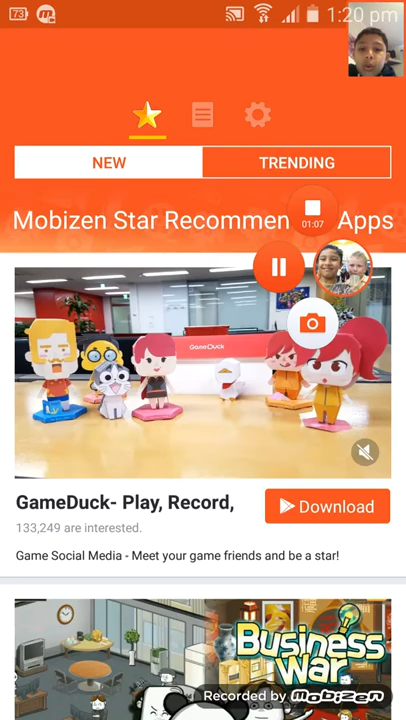 73
1:20 pm
NEW
TRENDING
Mobizen Star Recommen
Apps
01:07
GameDuck
GameDuck- Play, Record,
Download
133,249 are interested.
Game Social Media - Meet your game friends and be a star!
Business
War
Recorded by mobizen